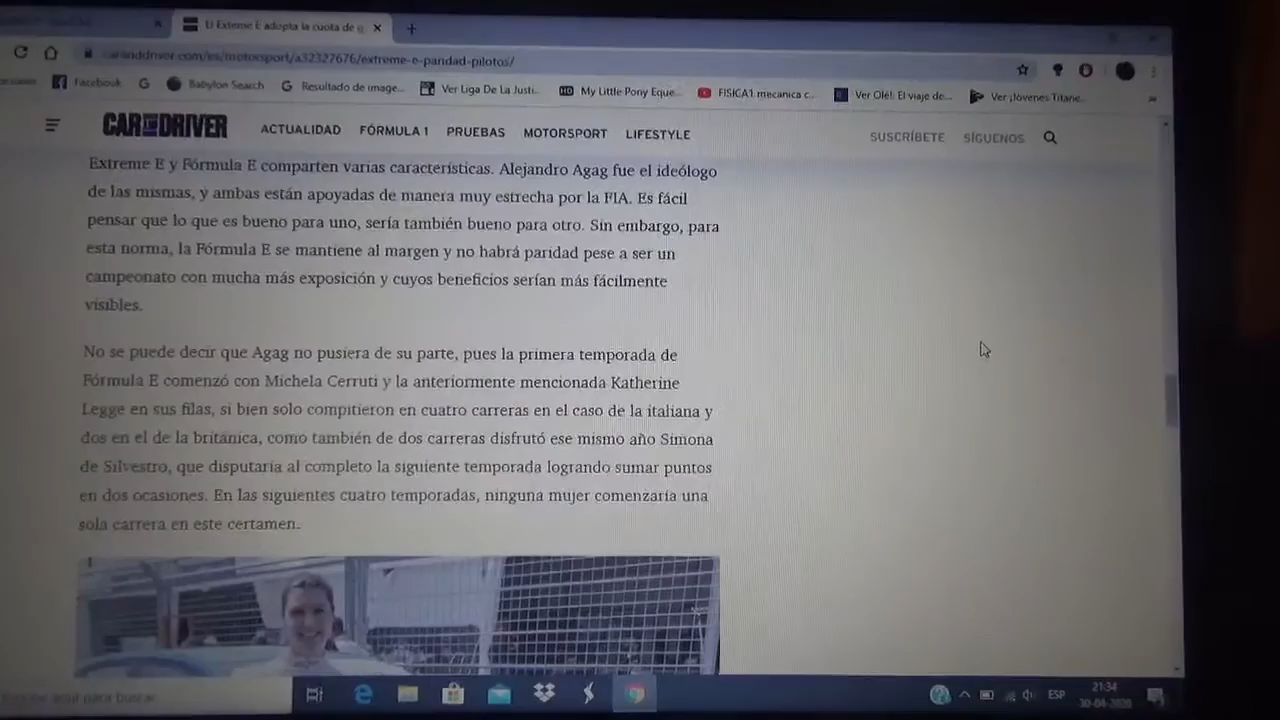 El Extreme E adopta la cuota de g
caranddriver.com/es/motorsport/a32327676/extreme-e-paridad-pilotos/
Facebook Babylon Search Resultado de image... Ver Liga De La Justi... My Little Pony Eque... FISICA1 mecanica c... Ver Olé!. El viaje de... Ver ¡Jóvenes Titane...
CAR AND DRIVER ACTUALIDAD FÓRMULA 1 PRUEBAS MOTORSPORT LIFESTYLE SUSCRÍBETE SÍGUENOS
Extreme E y Fórmula E comparten varias características. Alejandro Agag fue el ideólogo
de las mismas, y ambas están apoyadas de manera muy estrecha por la FIA. Es fácil
pensar que lo que es bueno para uno, sería también bueno para otro. Sin embargo, para
esta norma, la Fórmula E se mantiene al margen y no habrá paridad pese a ser un
campeonato con mucha más exposición y cuyos beneficios serían más fácilmente
visibles.
No se puede decir que Agag no pusiera de su parte, pues la primera temporada de
Fórmula E comenzó con Michela Cerruti y la anteriormente mencionada Katherine
Legge en sus filas, si bien solo compitieron en cuatro carreras en el caso de la italiana y
dos en el de la británica, como también de dos carreras disfrutó ese mismo año Simona
de Silvestro, que disputaría al completo la siguiente temporada logrando sumar puntos
en dos ocasiones. En las siguientes cuatro temporadas, ninguna mujer comenzaría una
sola carrera en este certamen.
aquí para buscar
ESP
21:34
30-04-2020